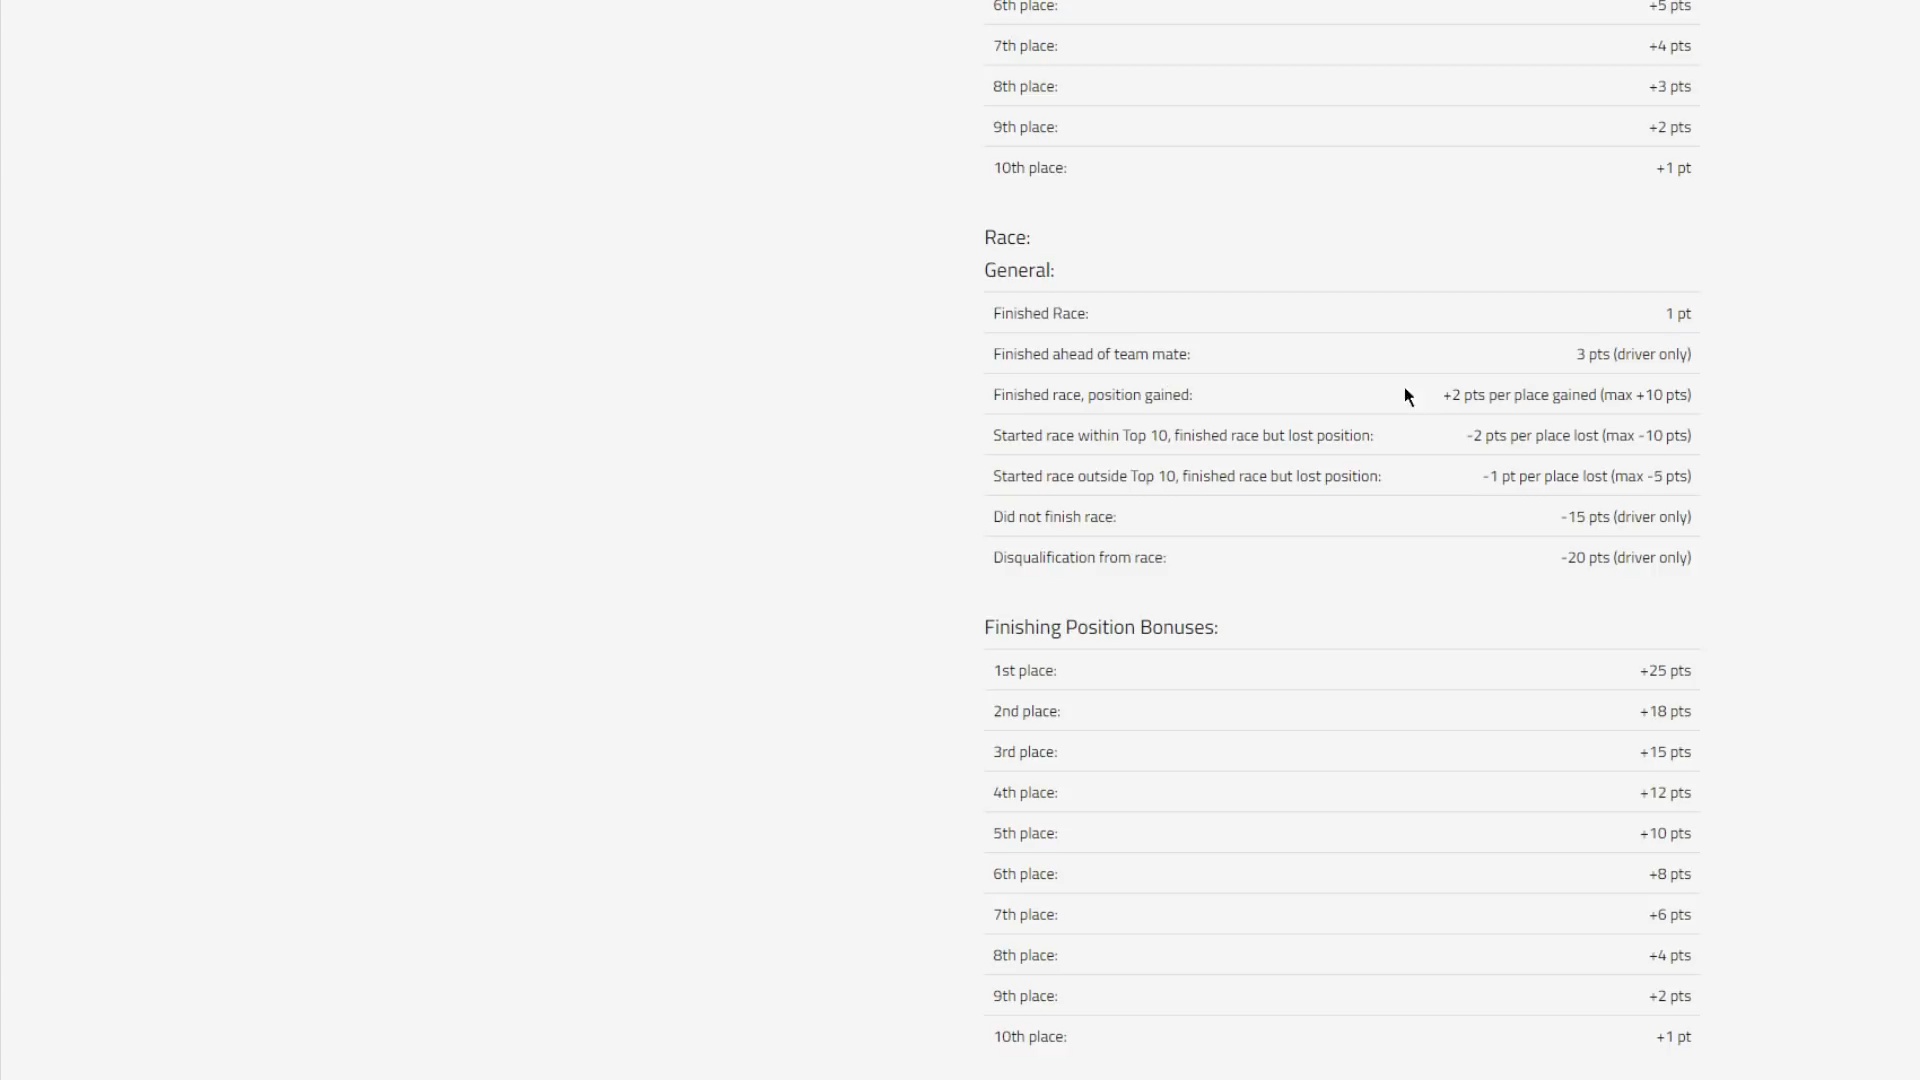 6th place: +5 pts
7th place: +4 pts
8th place: +3 pts
9th place: +2 pts
10th place: +1 pt
Race:
General:
Finished Race: 1 pt
Finished ahead of team mate: 3 pts (driver only)
Finished race, position gained: +2 pts per place gained (max +10 pts)
Started race within Top 10, finished race but lost position: -2 pts per place lost (max -10 pts)
Started race outside Top 10, finished race but lost position: -1 pt per place lost (max -5 pts)
Did not finish race: -15 pts (driver only)
Disqualification from race: -20 pts (driver only)
Finishing Position Bonuses:
1st place: +25 pts
2nd place: +18 pts
3rd place: +15 pts
4th place: +12 pts
5th place: +10 pts
6th place: +8 pts
7th place: +6 pts
8th place: +4 pts
9th place: +2 pts
10th place: +1 pt